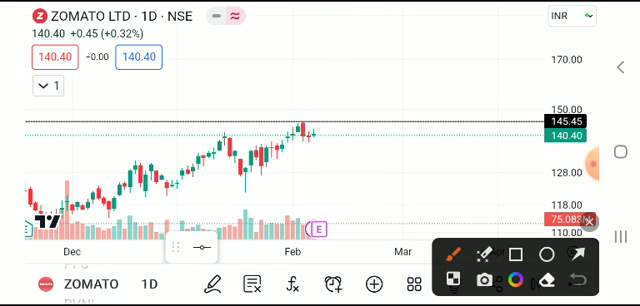 Z ZOMATO LTD · 1D · NSE
INR
140.40 +0.45 (+0.32%)
140.40 −0.00 140.40
1
170.00
150.00
145.45
140.40
128.00
118.00
75.083
110.00
E E
Dec Feb Mar
ZOMATO 1D